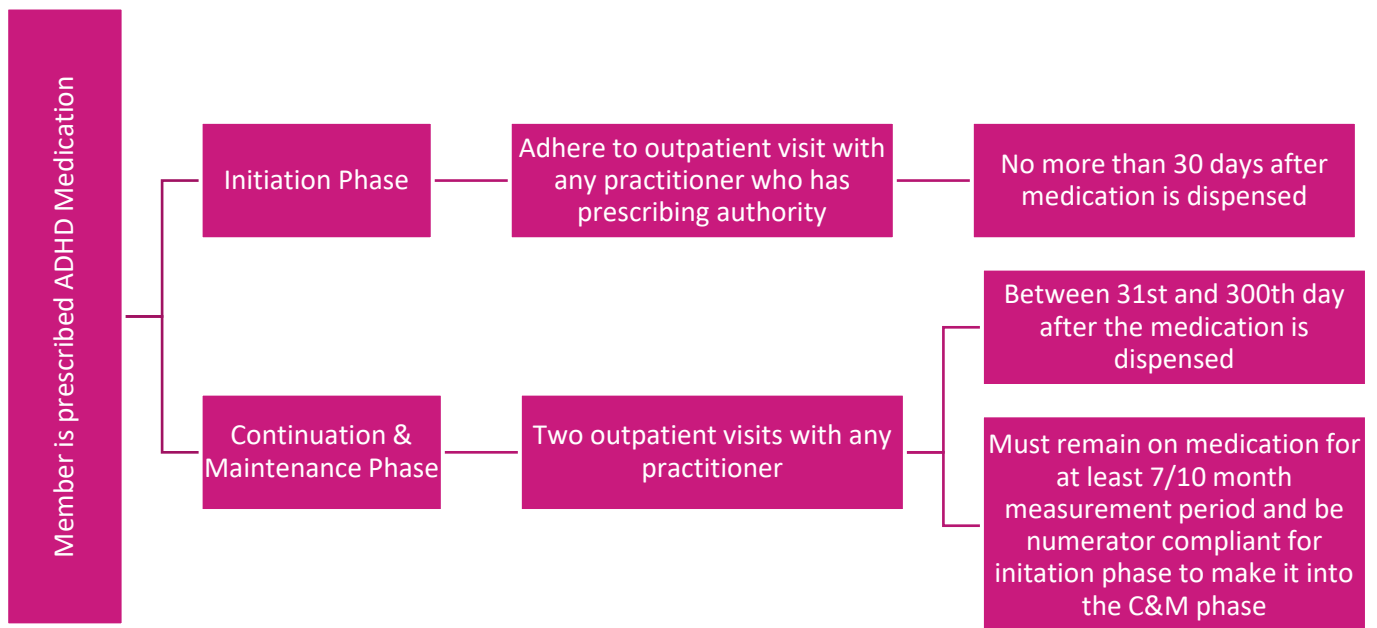 Member is prescribed ADHD Medication
Initiation Phase
Adhere to outpatient visit with
any practitioner who has
prescribing authority
No more than 30 days after
medication is dispensed
Continuation &
Maintenance Phase
Two outpatient visits with any
practitioner
Between 31st and 300th day
after the medication is
dispensed
Must remain on medication for
at least 7/10 month
measurement period and be
numerator compliant for
initation phase to make it into
the C&M phase